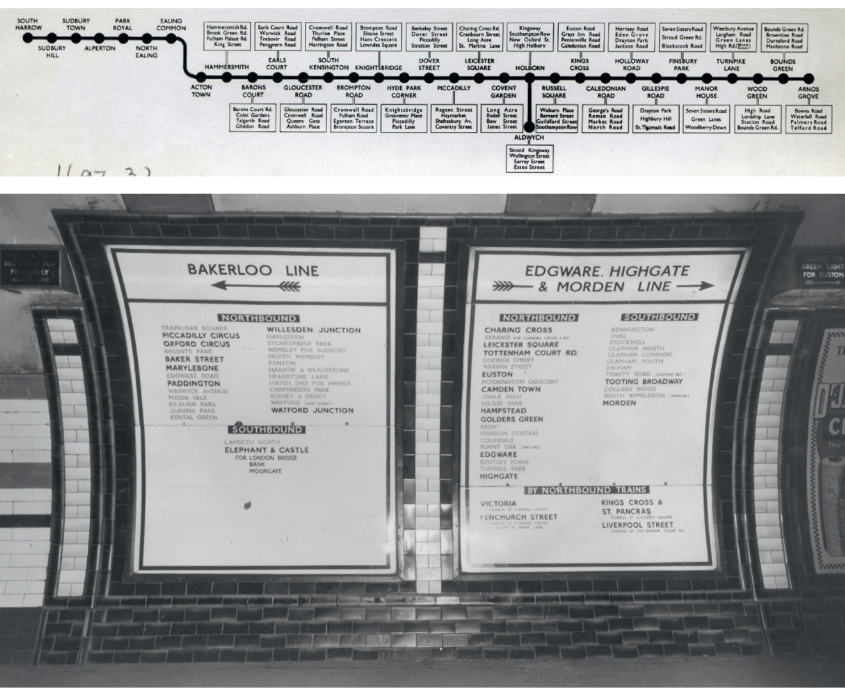 SOUTH HARROW
SUDBURY HILL
SUDBURY TOWN
ALPERTON
PARK ROYAL
NORTH EALING
EALING COMMON
ACTON TOWN
HAMMERSMITH
BARONS COURT
EARLS COURT
GLOUCESTER ROAD
SOUTH KENSINGTON
BROMPTON ROAD
KNIGHTSBRIDGE
HYDE PARK CORNER
DOVER STREET
PICCADILLY
LEICESTER SQUARE
COVENT GARDEN
HOLBORN
ALDWYCH
RUSSELL SQUARE
KINGS CROSS
CALEDONIAN ROAD
HOLLOWAY ROAD
GILLESPIE ROAD
FINSBURY PARK
MANOR HOUSE
TURNPIKE LANE
WOOD GREEN
BOUNDS GREEN
ARNOS GROVE
Hammersmith Rd.
Brook Green Rd.
Fulham Palace Rd.
King Street
Earls Court Road
Warwick Road
Trebovir Road
Penywern Road
Cromwell Road
Thurloe Place
Pelham Street
Harrington Road
Brompton Road
Sloane Street
Hans Crescent
Lowndes Square
Berkeley Street
Dover Street
Piccadilly
Stratton Street
Charing Cross Rd.
Cranbourn Street
Long Acre
St. Martins Lane
Kingsway
Southampton Row
New Oxford St.
High Holborn
Euston Road
Grays Inn Road
Pentonville Road
Caledonian Road
Hornsey Road
Eden Grove
Drayton Park
Jackson Road
Seven Sisters Road
Stroud Green Rd.
Blackstock Road
Westbury Avenue
Langham Road
Green Lanes
High Rd.
Bounds Green Rd.
Brownlow Road
Durnsford Road
Maidstone Road
Barons Court Rd.
Colet Gardens
Talgarth Road
Gliddon Road
Gloucester Road
Cromwell Road
Queens Gate
Ashburn Place
Cromwell Road
Fulham Road
Egerton Terrace
Brompton Square
Knightsbridge
Grosvenor Place
Piccadilly
Park Lane
Regent Street
Haymarket
Shaftesbury Av.
Coventry Street
Long Acre
Endell Street
Bow Street
James Street
Woburn Place
Bernard Street
Guildford Street
Southampton Row
George's Road
Roman Road
Market Road
North Road
Drayton Park
Highbury Hill
St. Thomas's Road
Seven Sisters Road
Green Lanes
Woodberry Down
High Road
Lordship Lane
Station Road
Bounds Green Rd.
Bowes Road
Waterfall Road
Palmers Road
Telford Road
Strand Kingsway
Wellington Street
Surrey Street
Essex Street
BAKERLOO LINE
NORTHBOUND
TRAFALGAR SQUARE
PICCADILLY CIRCUS
OXFORD CIRCUS
REGENTS PARK
BAKER STREET
MARYLEBONE
EDGWARE ROAD
PADDINGTON
WARWICK AVENUE
MAIDA VALE
KILBURN PARK
QUEENS PARK
KENSAL GREEN
WILLESDEN JUNCTION
HARLESDEN
STONEBRIDGE PARK
WEMBLEY FOR SUDBURY
NORTH WEMBLEY
KENTON
HARROW & WEALDSTONE
HEADSTONE LANE
HATCH END FOR PINNER
CARPENDERS PARK
BUSHEY & OXHEY
WATFORD (HIGH STREET)
WATFORD JUNCTION
SOUTHBOUND
LAMBETH NORTH
ELEPHANT & CASTLE
FOR LONDON BRIDGE
BANK
MOORGATE
EDGWARE. HIGHGATE
& MORDEN LINE
NORTHBOUND
CHARING CROSS
STRAND
LEICESTER SQUARE
TOTTENHAM COURT RD
GOODGE STREET
WARREN STREET
EUSTON
MORNINGTON CRESCENT
CAMDEN TOWN
CHALK FARM
BELSIZE PARK
HAMPSTEAD
GOLDERS GREEN
BRENT
HENDON CENTRAL
COLINDALE
BURNT OAK
EDGWARE
KENTISH TOWN
TUFNELL PARK
HIGHGATE
SOUTHBOUND
KENNINGTON
OVAL
STOCKWELL
CLAPHAM NORTH
CLAPHAM COMMON
CLAPHAM SOUTH
BALHAM
TRINITY ROAD
TOOTING BROADWAY
COLLIERS WOOD
SOUTH WIMBLEDON
MORDEN
BY NORTHBOUND TRAINS
VICTORIA
CHANGE AT CHARING CROSS
FENCHURCH STREET
KINGS CROSS &
ST. PANCRAS
CHANGE AT LEICESTER SQUARE
LIVERPOOL STREET
CHANGE AT TOTTENHAM COURT RD.
PICCADILLY
GREEN LIGHT
FOR EUSTON